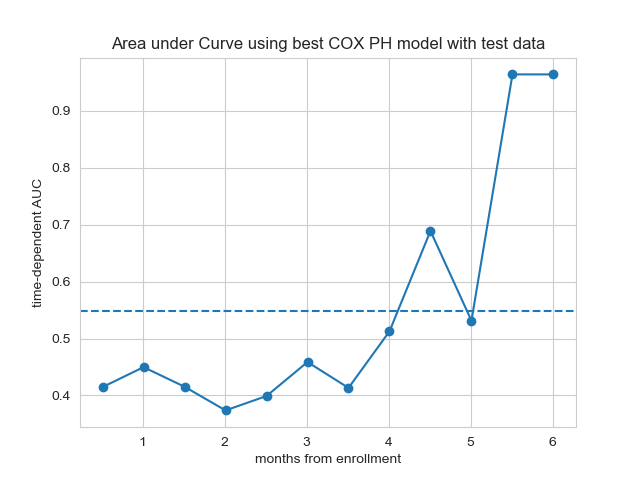 Area under Curve using best COX PH model with test data
time-dependent AUC
0.9
0.8
0.7
0.6
0.5
0.4
1 2 3 4 5 6
months from enrollment